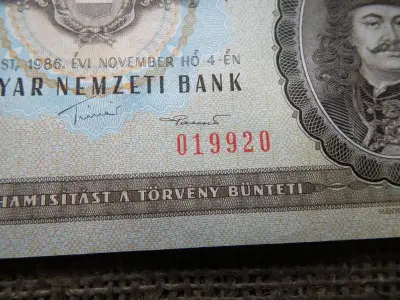 ST, 1986. ÉVI NOVEMBER HÓ 4-ÉN
YAR NEMZETI BANK
019920
HAMISÍTÁST A TÖRVÉNY BÜNTETI